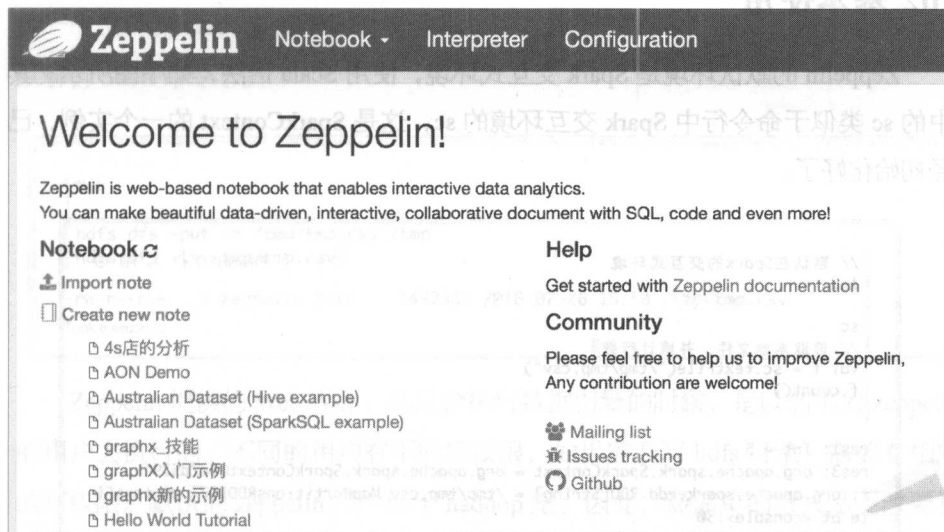 Zeppelin Notebook Interpreter Configuration
Welcome to Zeppelin!
Zeppelin is web-based notebook that enables interactive data analytics.
You can make beautiful data-driven, interactive, collaborative document with SQL, code and even more!
Notebook
Import note
Create new note
4s店的分析
AON Demo
Australian Dataset (Hive example)
Australian Dataset (SparkSQL example)
graphx_技能
graphX入门示例
graphx新的示例
Hello World Tutorial
Help
Get started with Zeppelin documentation
Community
Please feel free to help us to improve Zeppelin,
Any contribution are welcome!
Mailing list
Issues tracking
Github